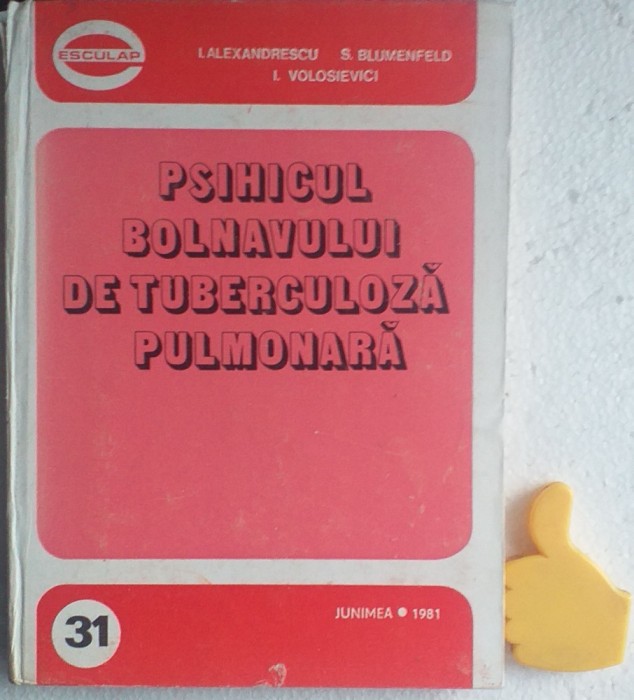 ESCULAP
I.ALEXANDRESCU S. BLUMENFELD
I. VOLOSIEVICI
PSIHICUL
BOLNAVULUI
DE TUBERCULOZĂ
PULMONARĂ
31
JUNIMEA • 1981